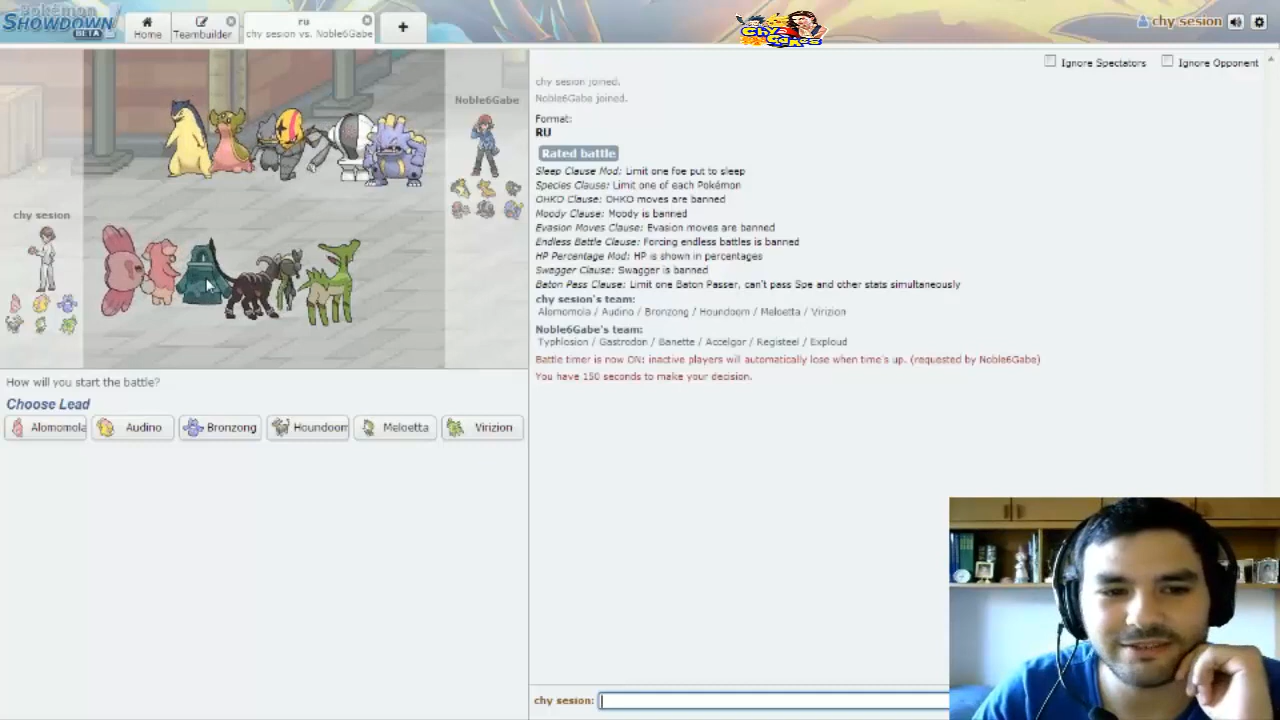 Pokémon
SHOWDOWN
BETA
Home
Teambuilder
ru
chy sesion vs. Noble6Gabe
+
Chy
Games
chy sesion
Ignore Spectators
Ignore Opponent
Noble6Gabe
chy sesion
chy sesion joined.
Noble6Gabe joined.
Format:
RU
Rated battle
Sleep Clause Mod: Limit one foe put to sleep
Species Clause: Limit one of each Pokémon
OHKO Clause: OHKO moves are banned
Moody Clause: Moody is banned
Evasion Moves Clause: Evasion moves are banned
Endless Battle Clause: Forcing endless battles is banned
HP Percentage Mod: HP is shown in percentages
Swagger Clause: Swagger is banned
Baton Pass Clause: Limit one Baton Passer, can't pass Spe and other stats simultaneously
chy sesion's team:
Alomomola / Audino / Bronzong / Houndoom / Meloetta / Virizion
Noble6Gabe's team:
Typhlosion / Gastrodon / Banette / Accelgor / Registeel / Exploud
Battle timer is now ON: inactive players will automatically lose when time's up. (requested by Noble6Gabe)
You have 150 seconds to make your decision.
How will you start the battle?
Choose Lead
Alomomola
Audino
Bronzong
Houndoom
Meloetta
Virizion
chy sesion: